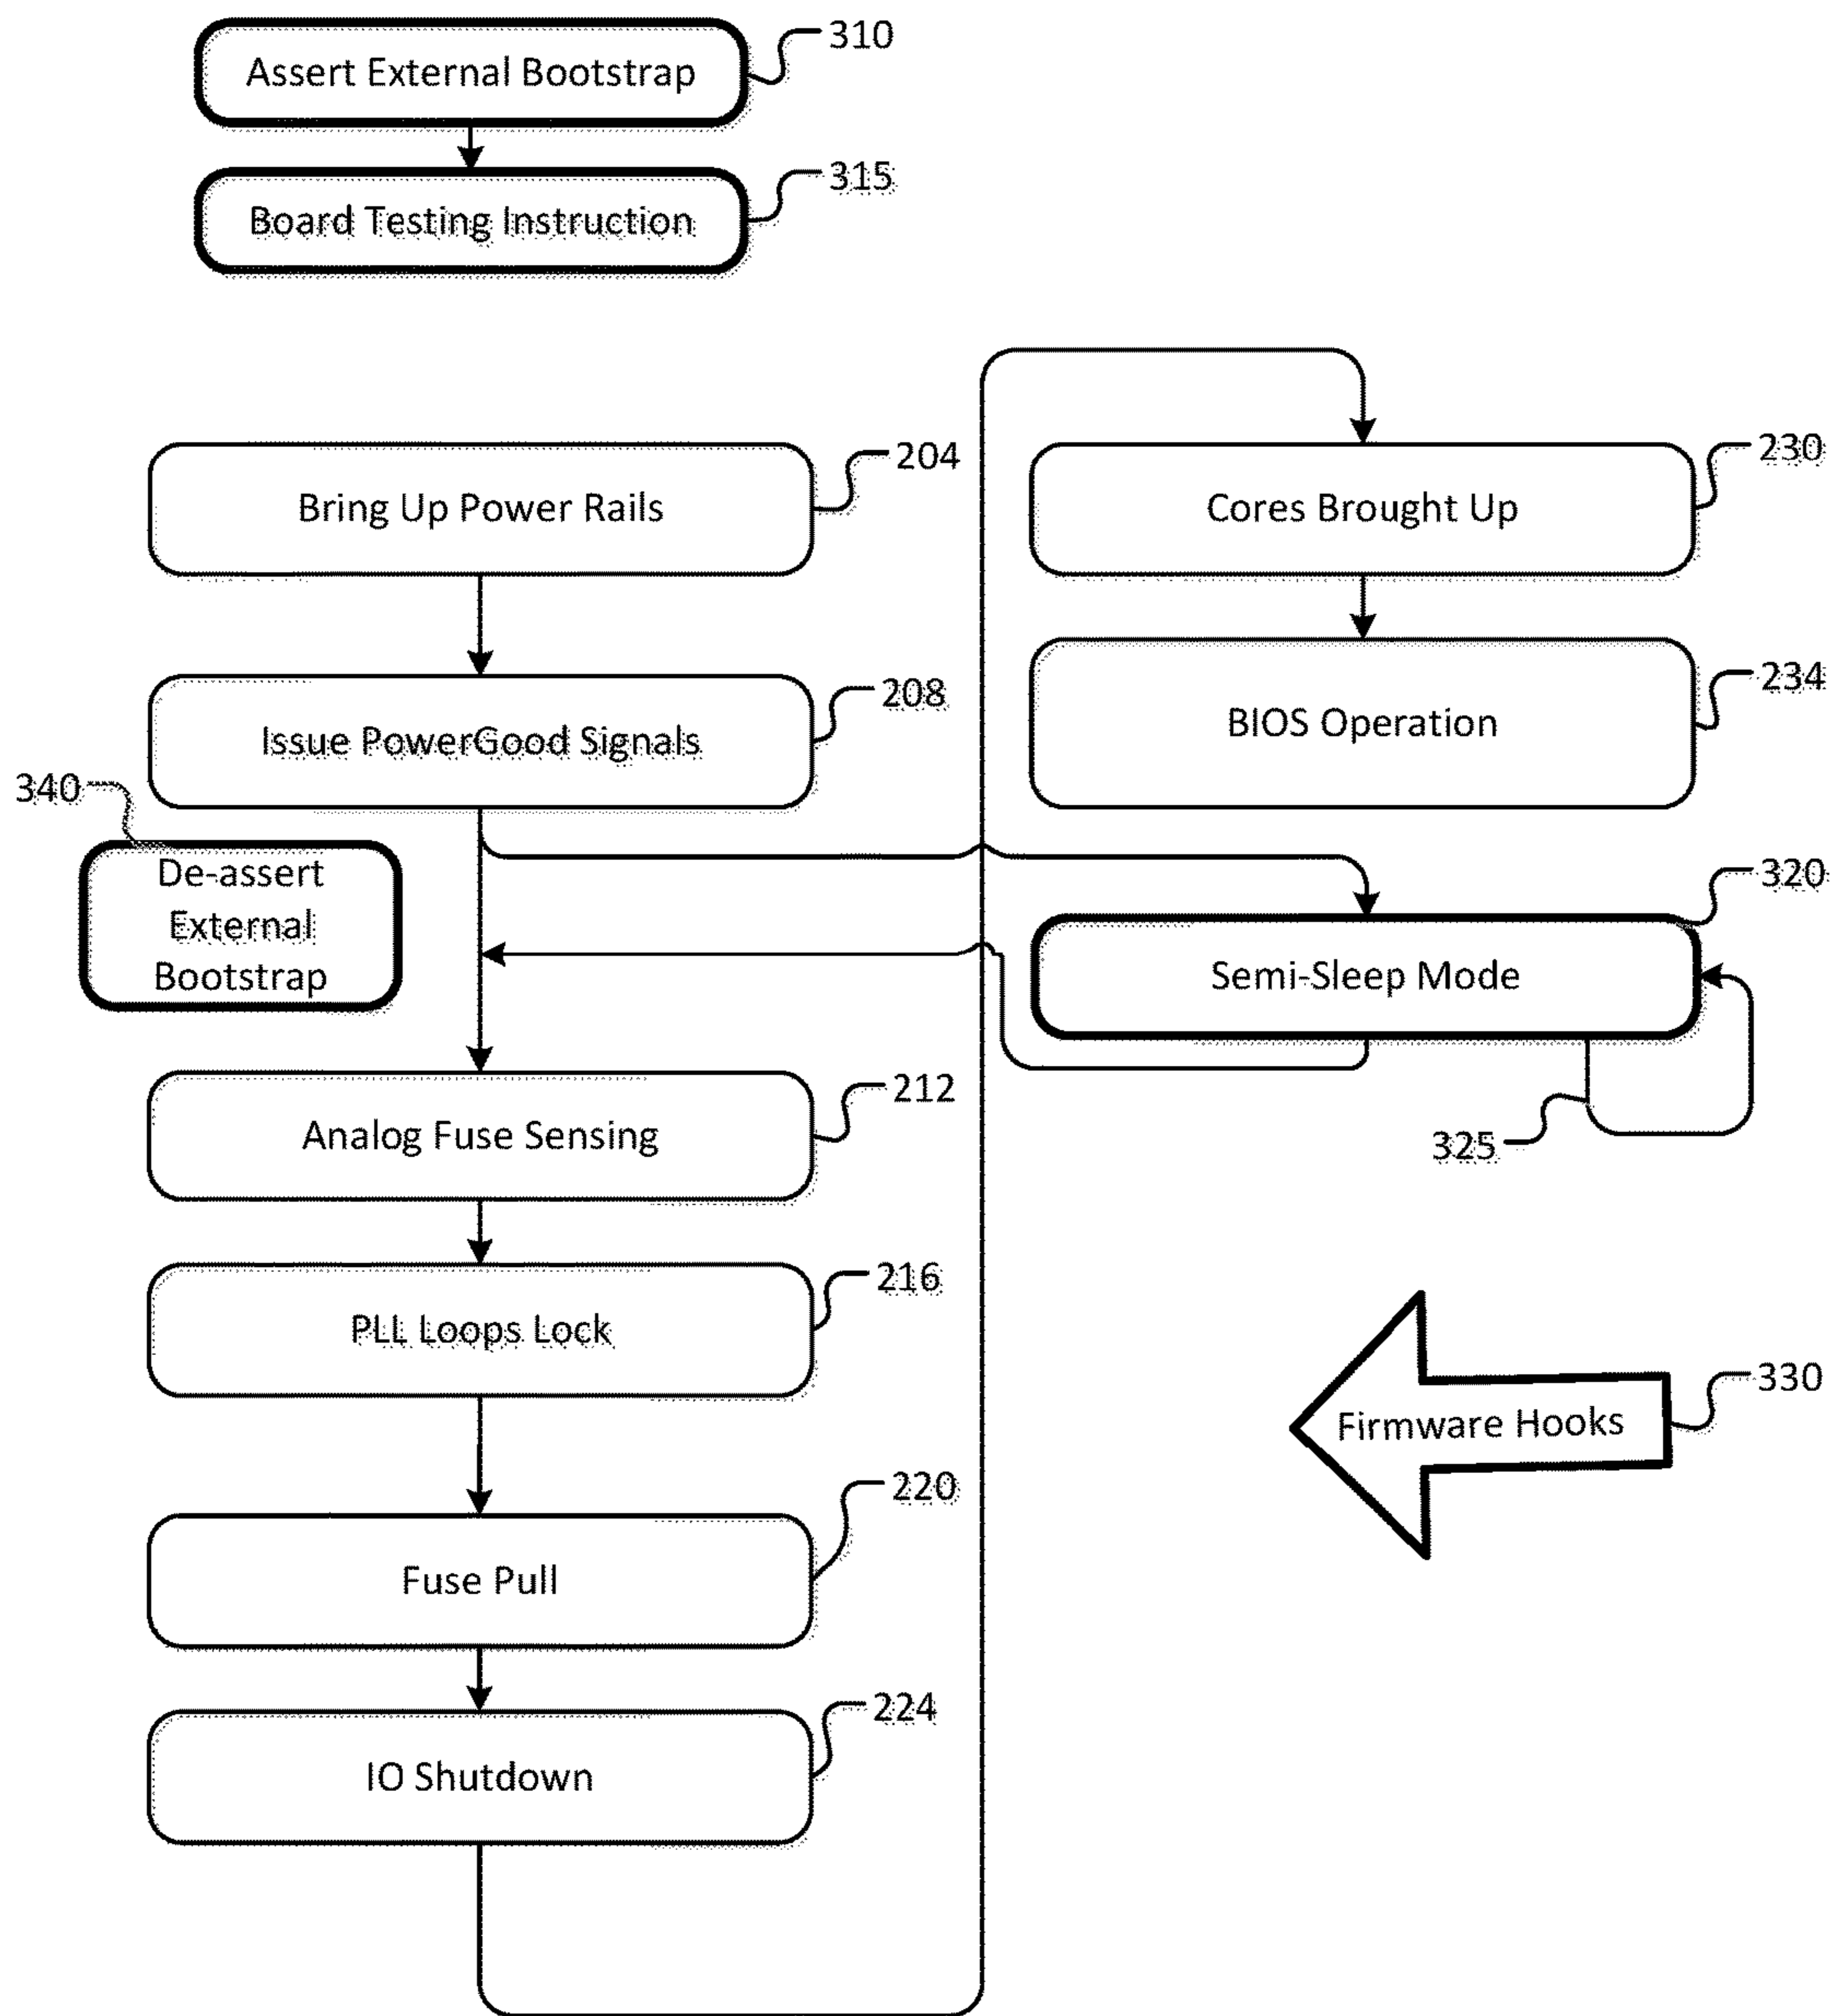 310
Assert External Bootstrap
315
Board Testing Instruction
204
Bring Up Power Rails
230
Cores Brought Up
208
Issue PowerGood Signals
234
BIOS Operation
340
De-assert
External
Bootstrap
320
Semi-Sleep Mode
325
212
Analog Fuse Sensing
216
PLL Loops Lock
330
Firmware Hooks
220
Fuse Pull
224
IO Shutdown